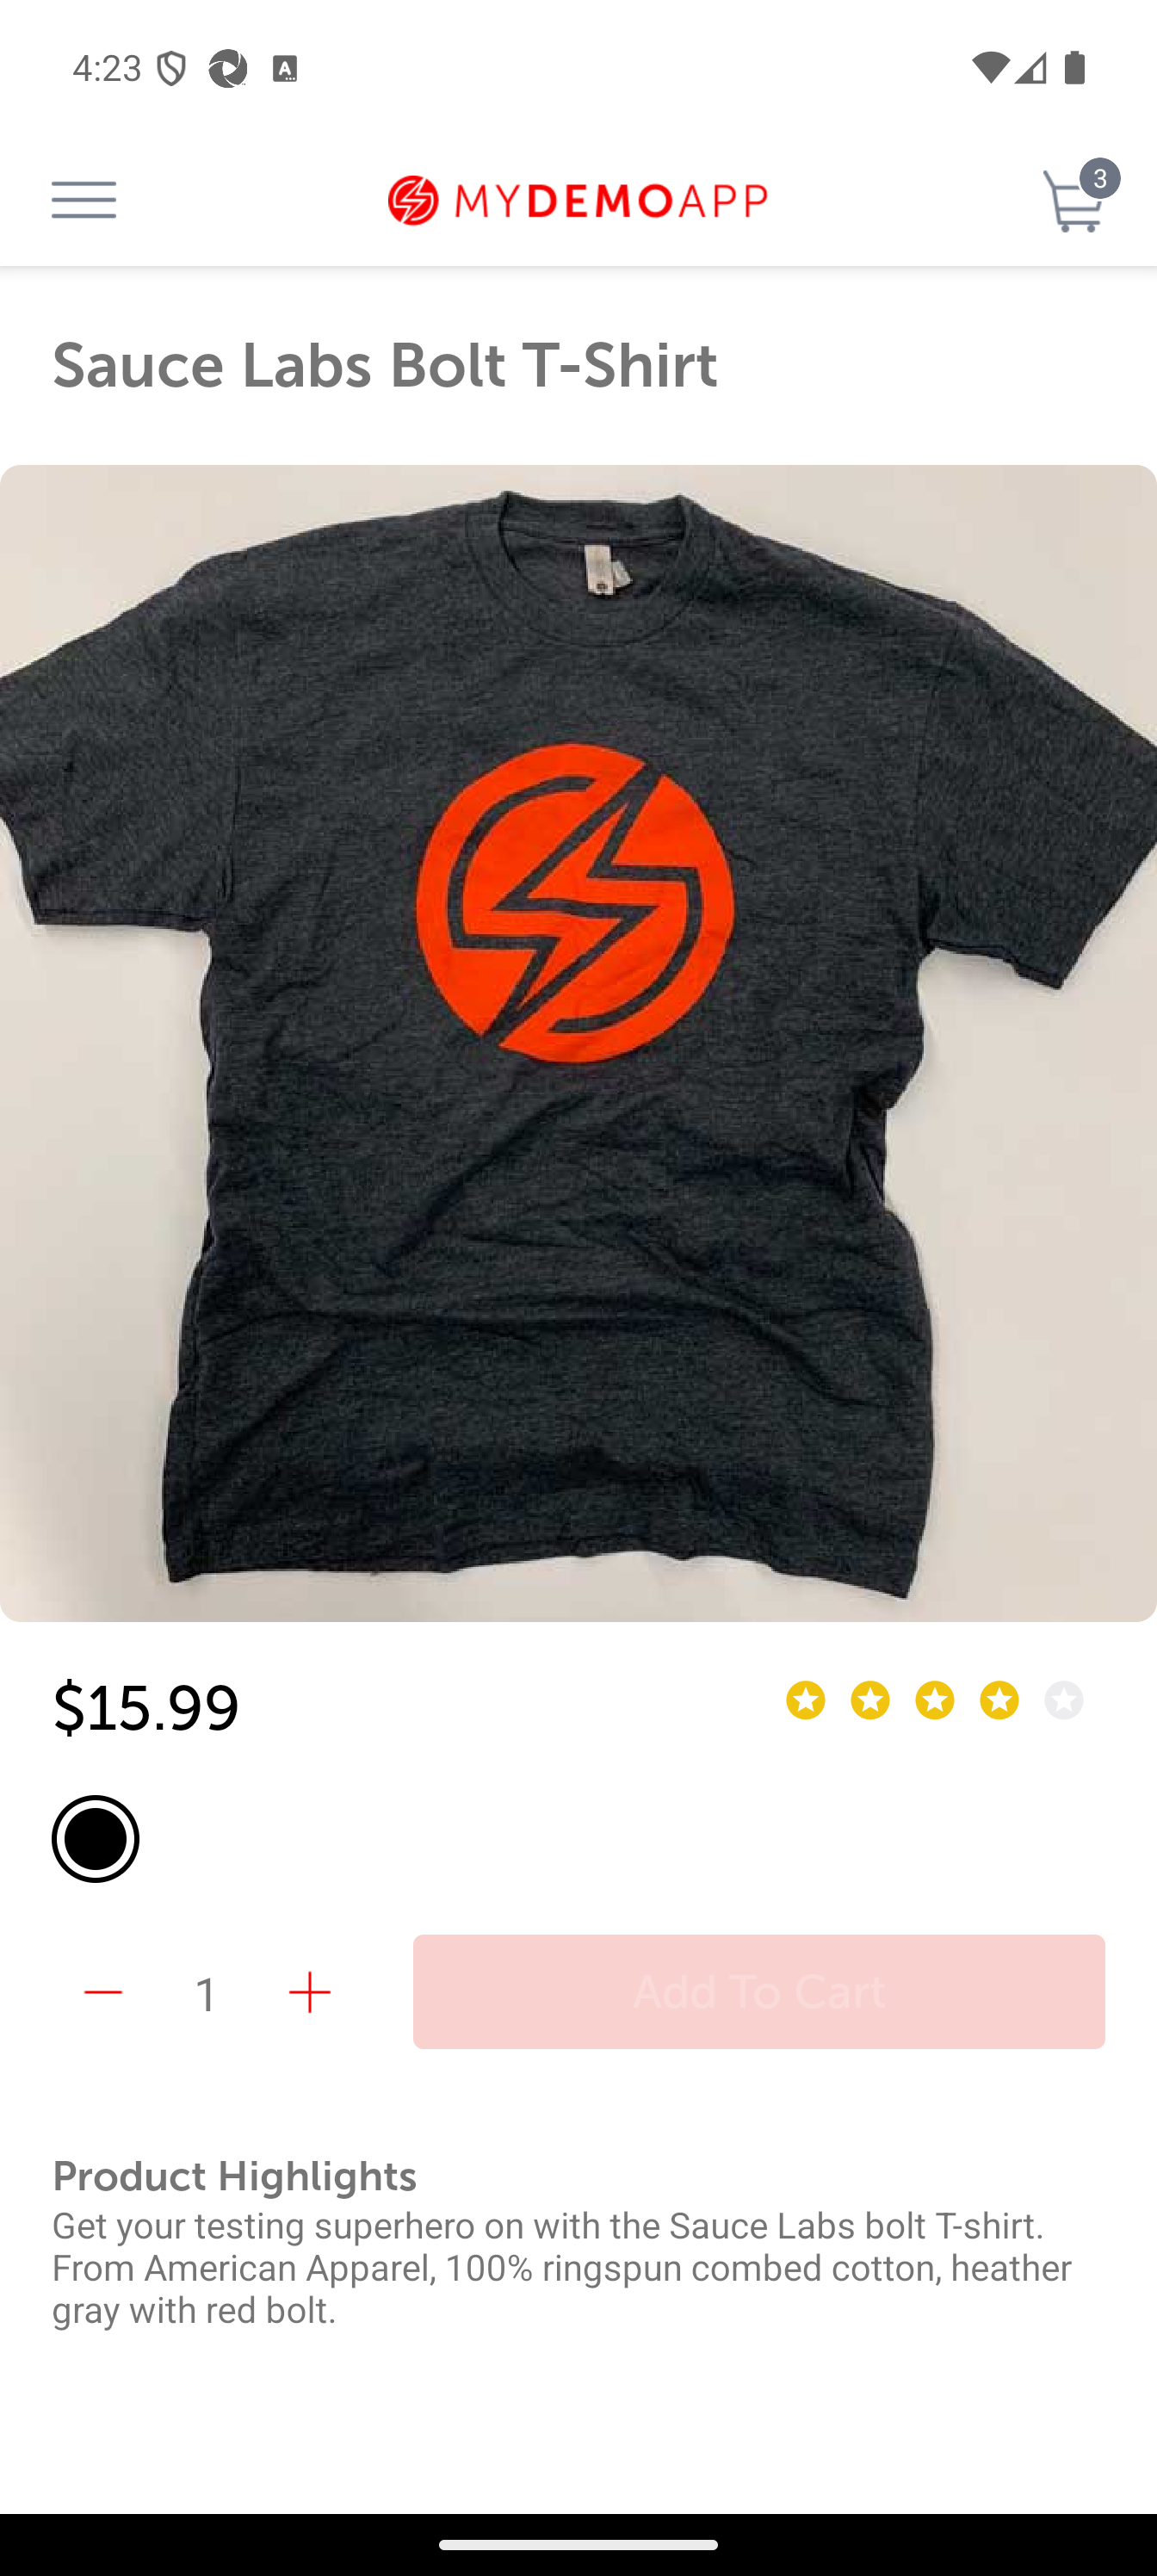 4:23
3
MYDEMOAPP
Sauce Labs Bolt T-Shirt
$15.99
1
Add To Cart
Product Highlights
Get your testing superhero on with the Sauce Labs bolt T-shirt.
From American Apparel, 100% ringspun combed cotton, heather
gray with red bolt.